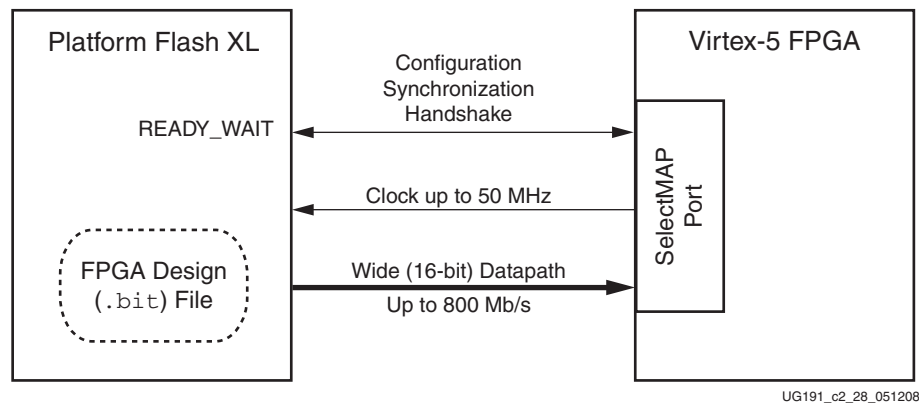 Platform Flash XL
Virtex-5 FPGA
Configuration
Synchronization
Handshake
READY_WAIT
SelectMAP
Port
Clock up to 50 MHz
FPGA Design
(.bit) File
Wide (16-bit) Datapath
Up to 800 Mb/s
UG191_c2_28_051208